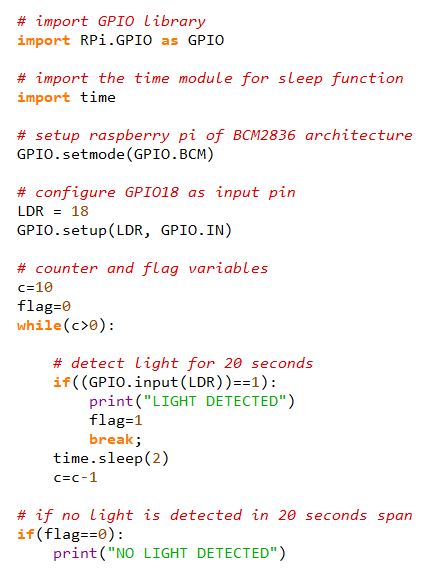 # import GPIO library
import RPi.GPIO as GPIO
# import the time module for sleep function
import time
# setup raspberry pi of BCM2836 architecture
GPIO.setmode(GPIO.BCM)
# configure GPIO18 as input pin
LDR = 18
GPIO.setup(LDR, GPIO.IN)
# counter and flag variables
c=10
flag=0
while(c>0):
    # detect light for 20 seconds
    if((GPIO.input(LDR))==1):
        print("LIGHT DETECTED")
        flag=1
        break;
    time.sleep(2)
    c=c-1
# if no light is detected in 20 seconds span
if(flag==0):
    print("NO LIGHT DETECTED")